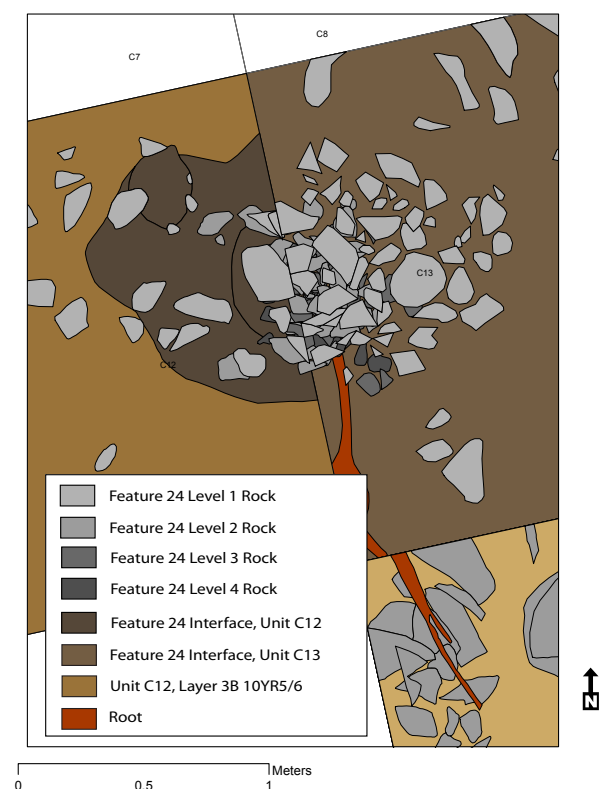 C7
C8
C13
C12
Feature 24 Level 1 Rock
Feature 24 Level 2 Rock
Feature 24 Level 3 Rock
Feature 24 Level 4 Rock
Feature 24 Interface, Unit C12
Feature 24 Interface, Unit C13
Unit C12, Layer 3B 10YR5/6
Root
N
Meters
0 0.5 1